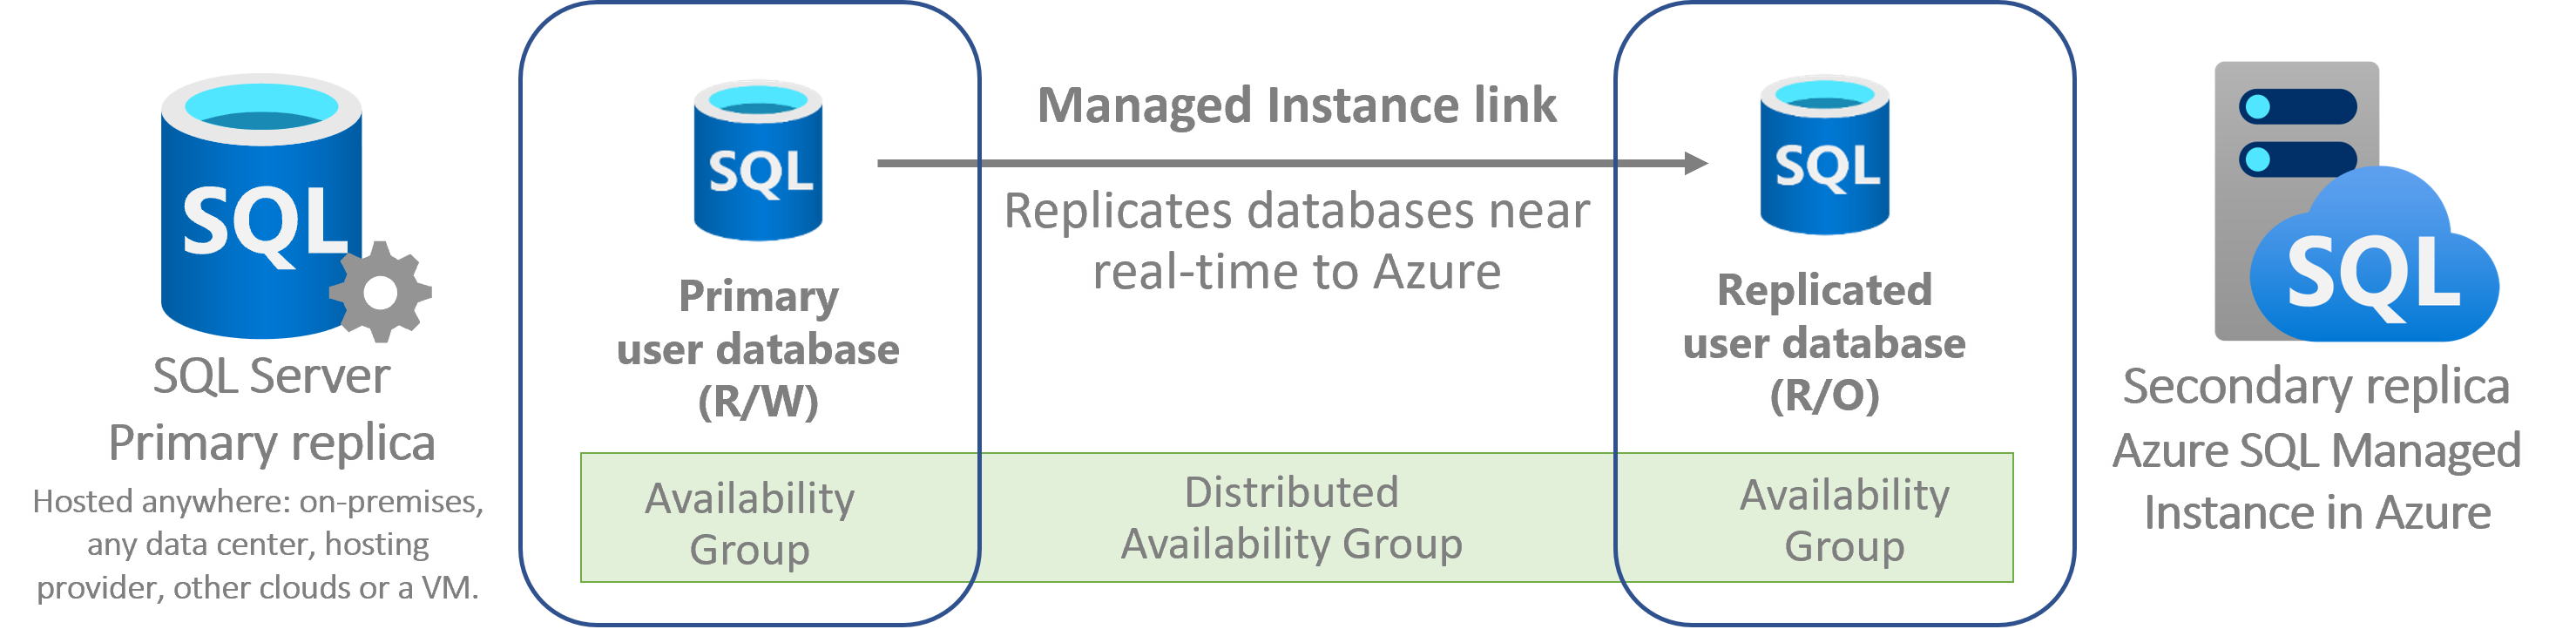 SQL
SQL Server
Primary replica
Hosted anywhere: on-premises,
any data center, hosting
provider, other clouds or a VM.
SQL
Primary
user database
(R/W)
Availability
Group
Managed Instance link
Replicates databases near
real-time to Azure
Distributed
Availability Group
SQL
Replicated
user database
(R/O)
Availability
Group
SQL
Secondary replica
Azure SQL Managed
Instance in Azure